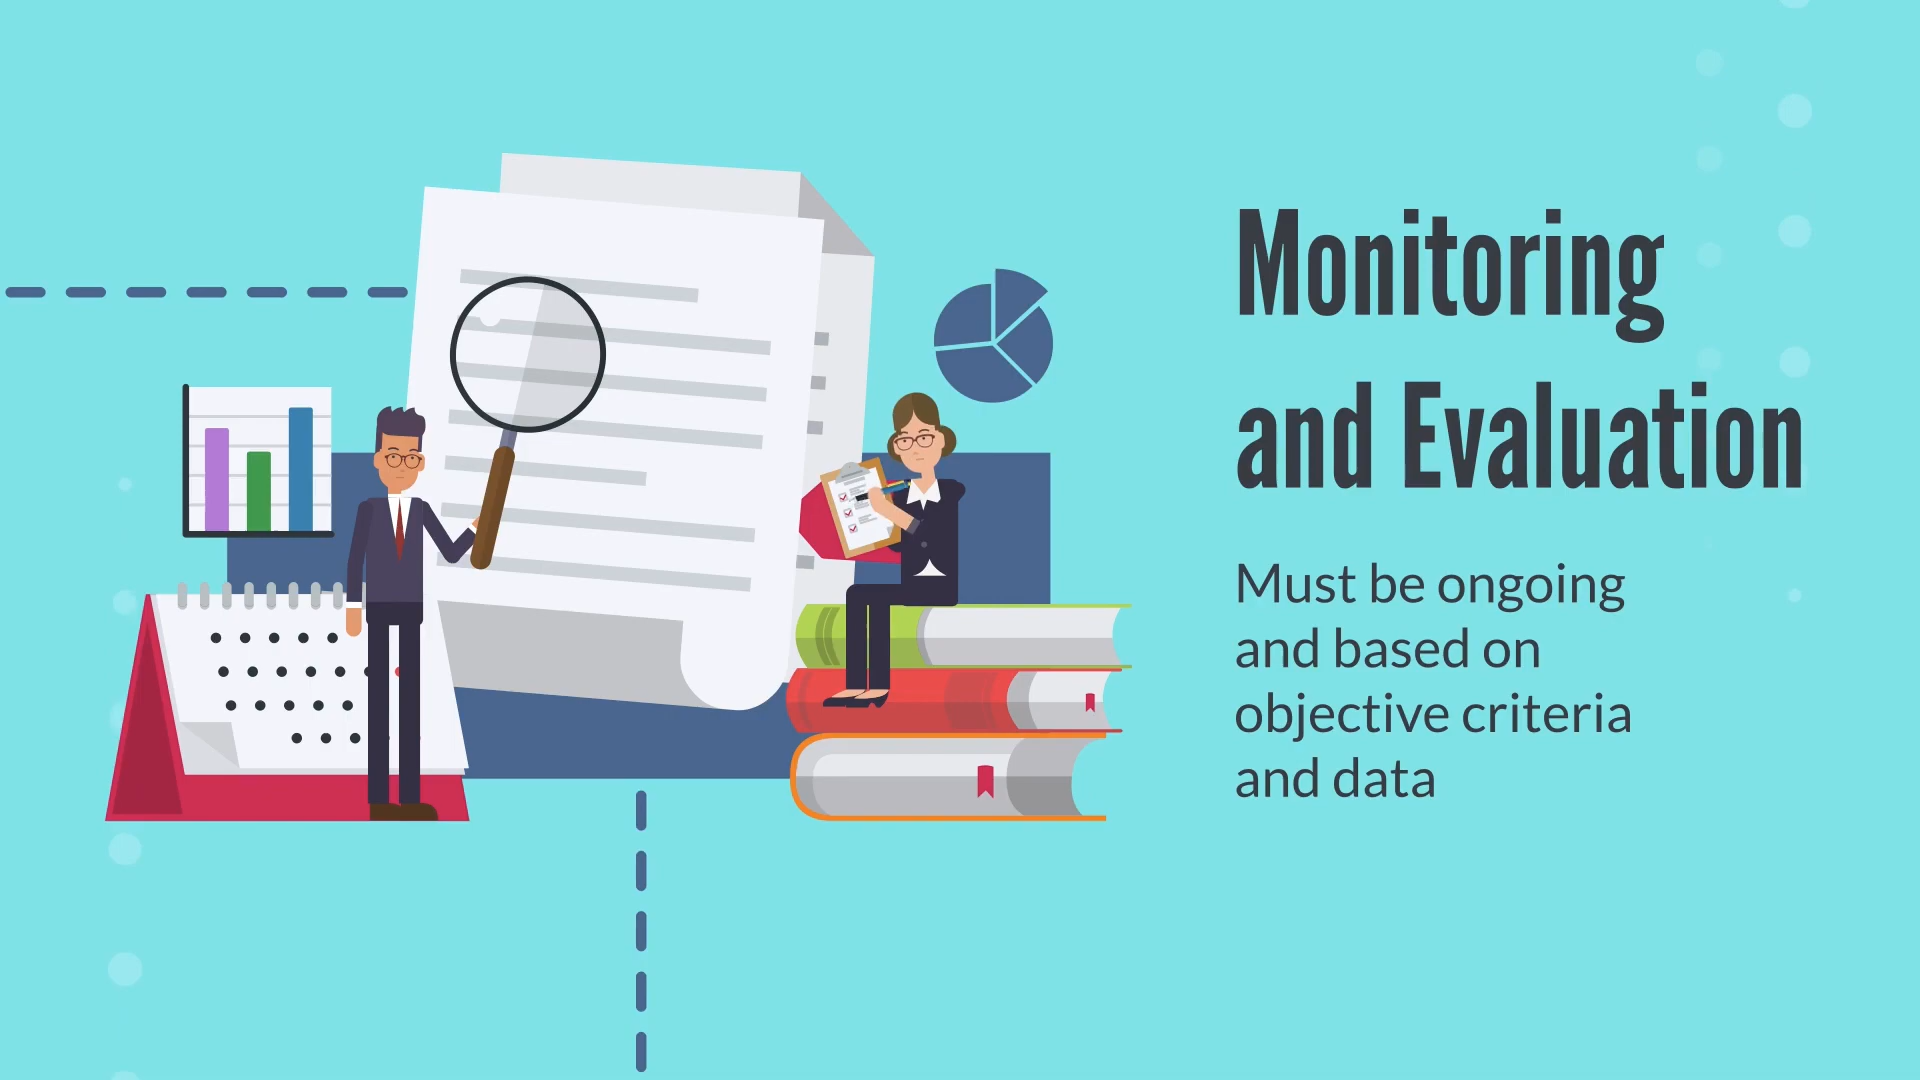 Monitoring
and Evaluation
Must be ongoing
and based on
objective criteria
and data